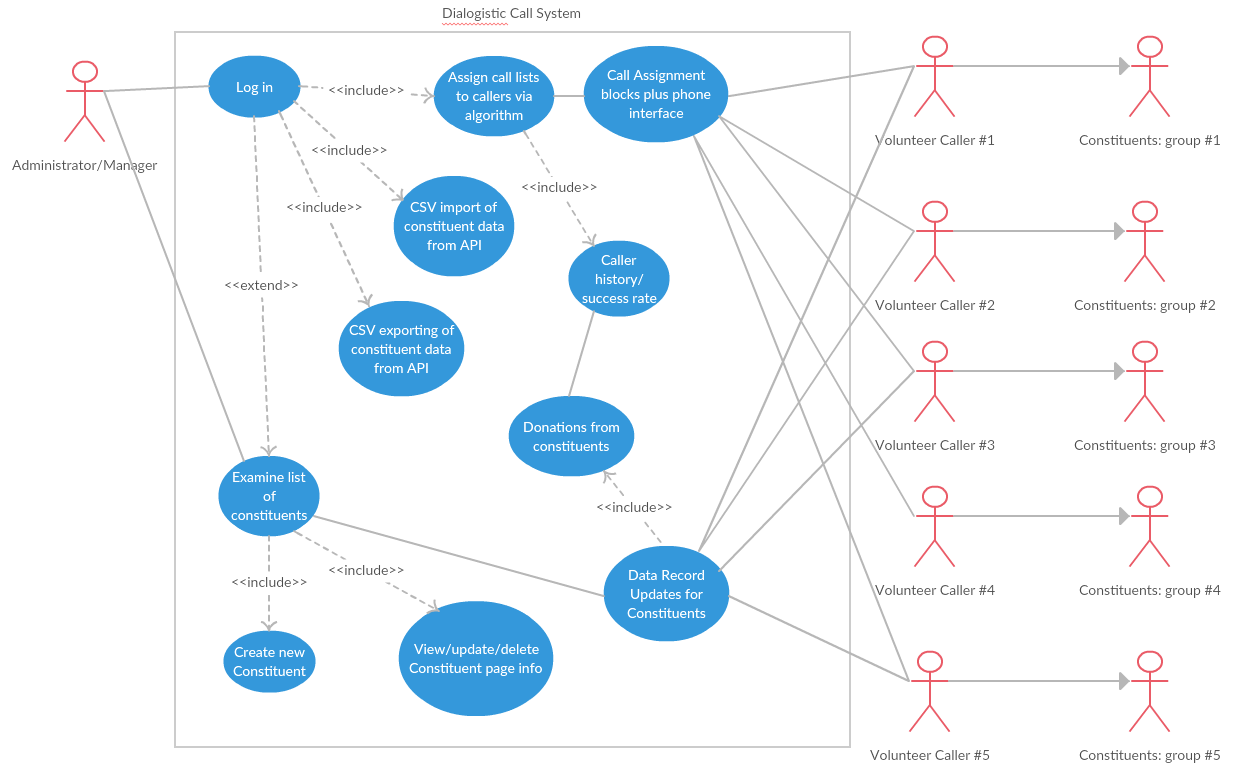 Dialogistic Call System
Administrator/Manager
Log in
<<include>>
Assign call lists
to callers via
algorithm
Call Assignment
blocks plus phone
interface
Volunteer Caller #1
Constituents: group #1
<<include>>
<<include>>
<<include>>
CSV import of
constituent data
from API
<<extend>>
Caller
history/
success rate
Volunteer Caller #2
Constituents: group #2
CSV exporting of
constituent data
from API
Donations from
constituents
Volunteer Caller #3
Constituents: group #3
Examine list
of
constituents
<<include>>
<<include>>
<<include>>
Data Record
Updates for
Constituents
Volunteer Caller #4
Constituents: group #4
Create new
Constituent
View/update/delete
Constituent page info
Volunteer Caller #5
Constituents: group #5